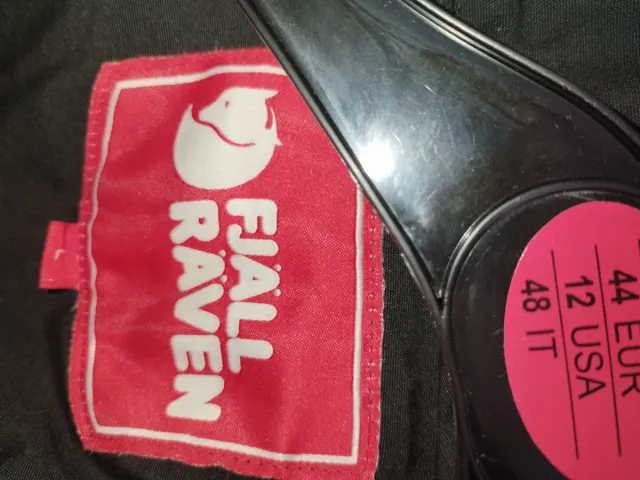 FJÄLL
RÄVEN
44 EUR
12 USA
48 IT